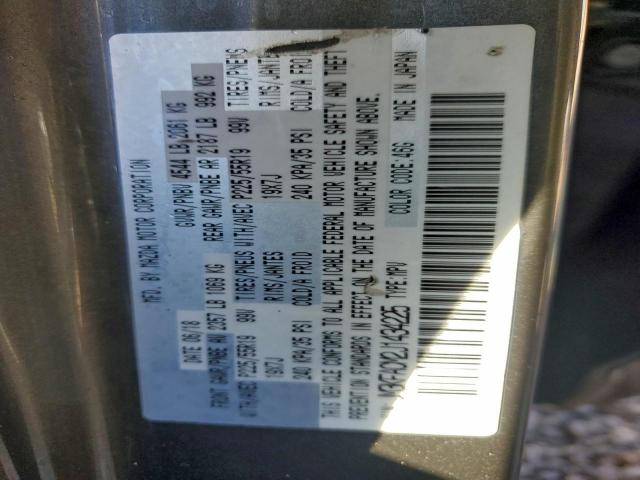 MFD. BY MAZDA MOTOR CORPORATION
DATE 06/18 GVWR/PNBV 4544 LB, 2061 KG
FRONT GAWR/PNBE AV 2357 LB 1069 KG REAR GAWR/PNBE AR 2187 LB 992 KG
WITH/AVEC P225/55R19 99V TIRES/PNEUS WITH/AVEC P225/55R19 99V TIRES/PNEUS
19X7J RIMS/JANTES 19X7J RIMS/JANTES
240 KPA/35 PSI COLD/A FROID 240 KPA/35 PSI COLD/A FROID
THIS VEHICLE CONFORMS TO ALL APPLICABLE FEDERAL MOTOR VEHICLE SAFETY AND THEFT
PREVENTION STANDARDS IN EFFECT ON THE DATE OF MANUFACTURE SHOWN ABOVE.
TYPE:MPV COLOR CODE:46G MADE IN JAPAN